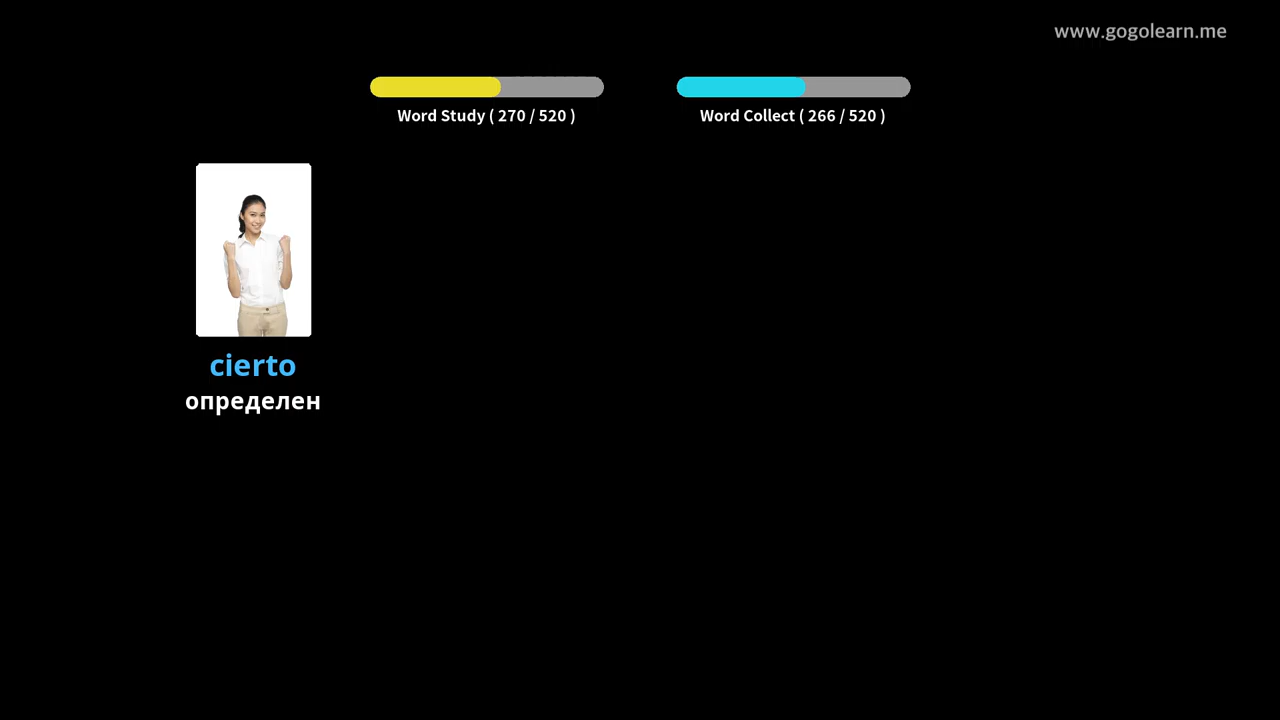 www.gogolearn.me
Word Study ( 270 / 520 )
Word Collect ( 266 / 520 )
cierto
определен